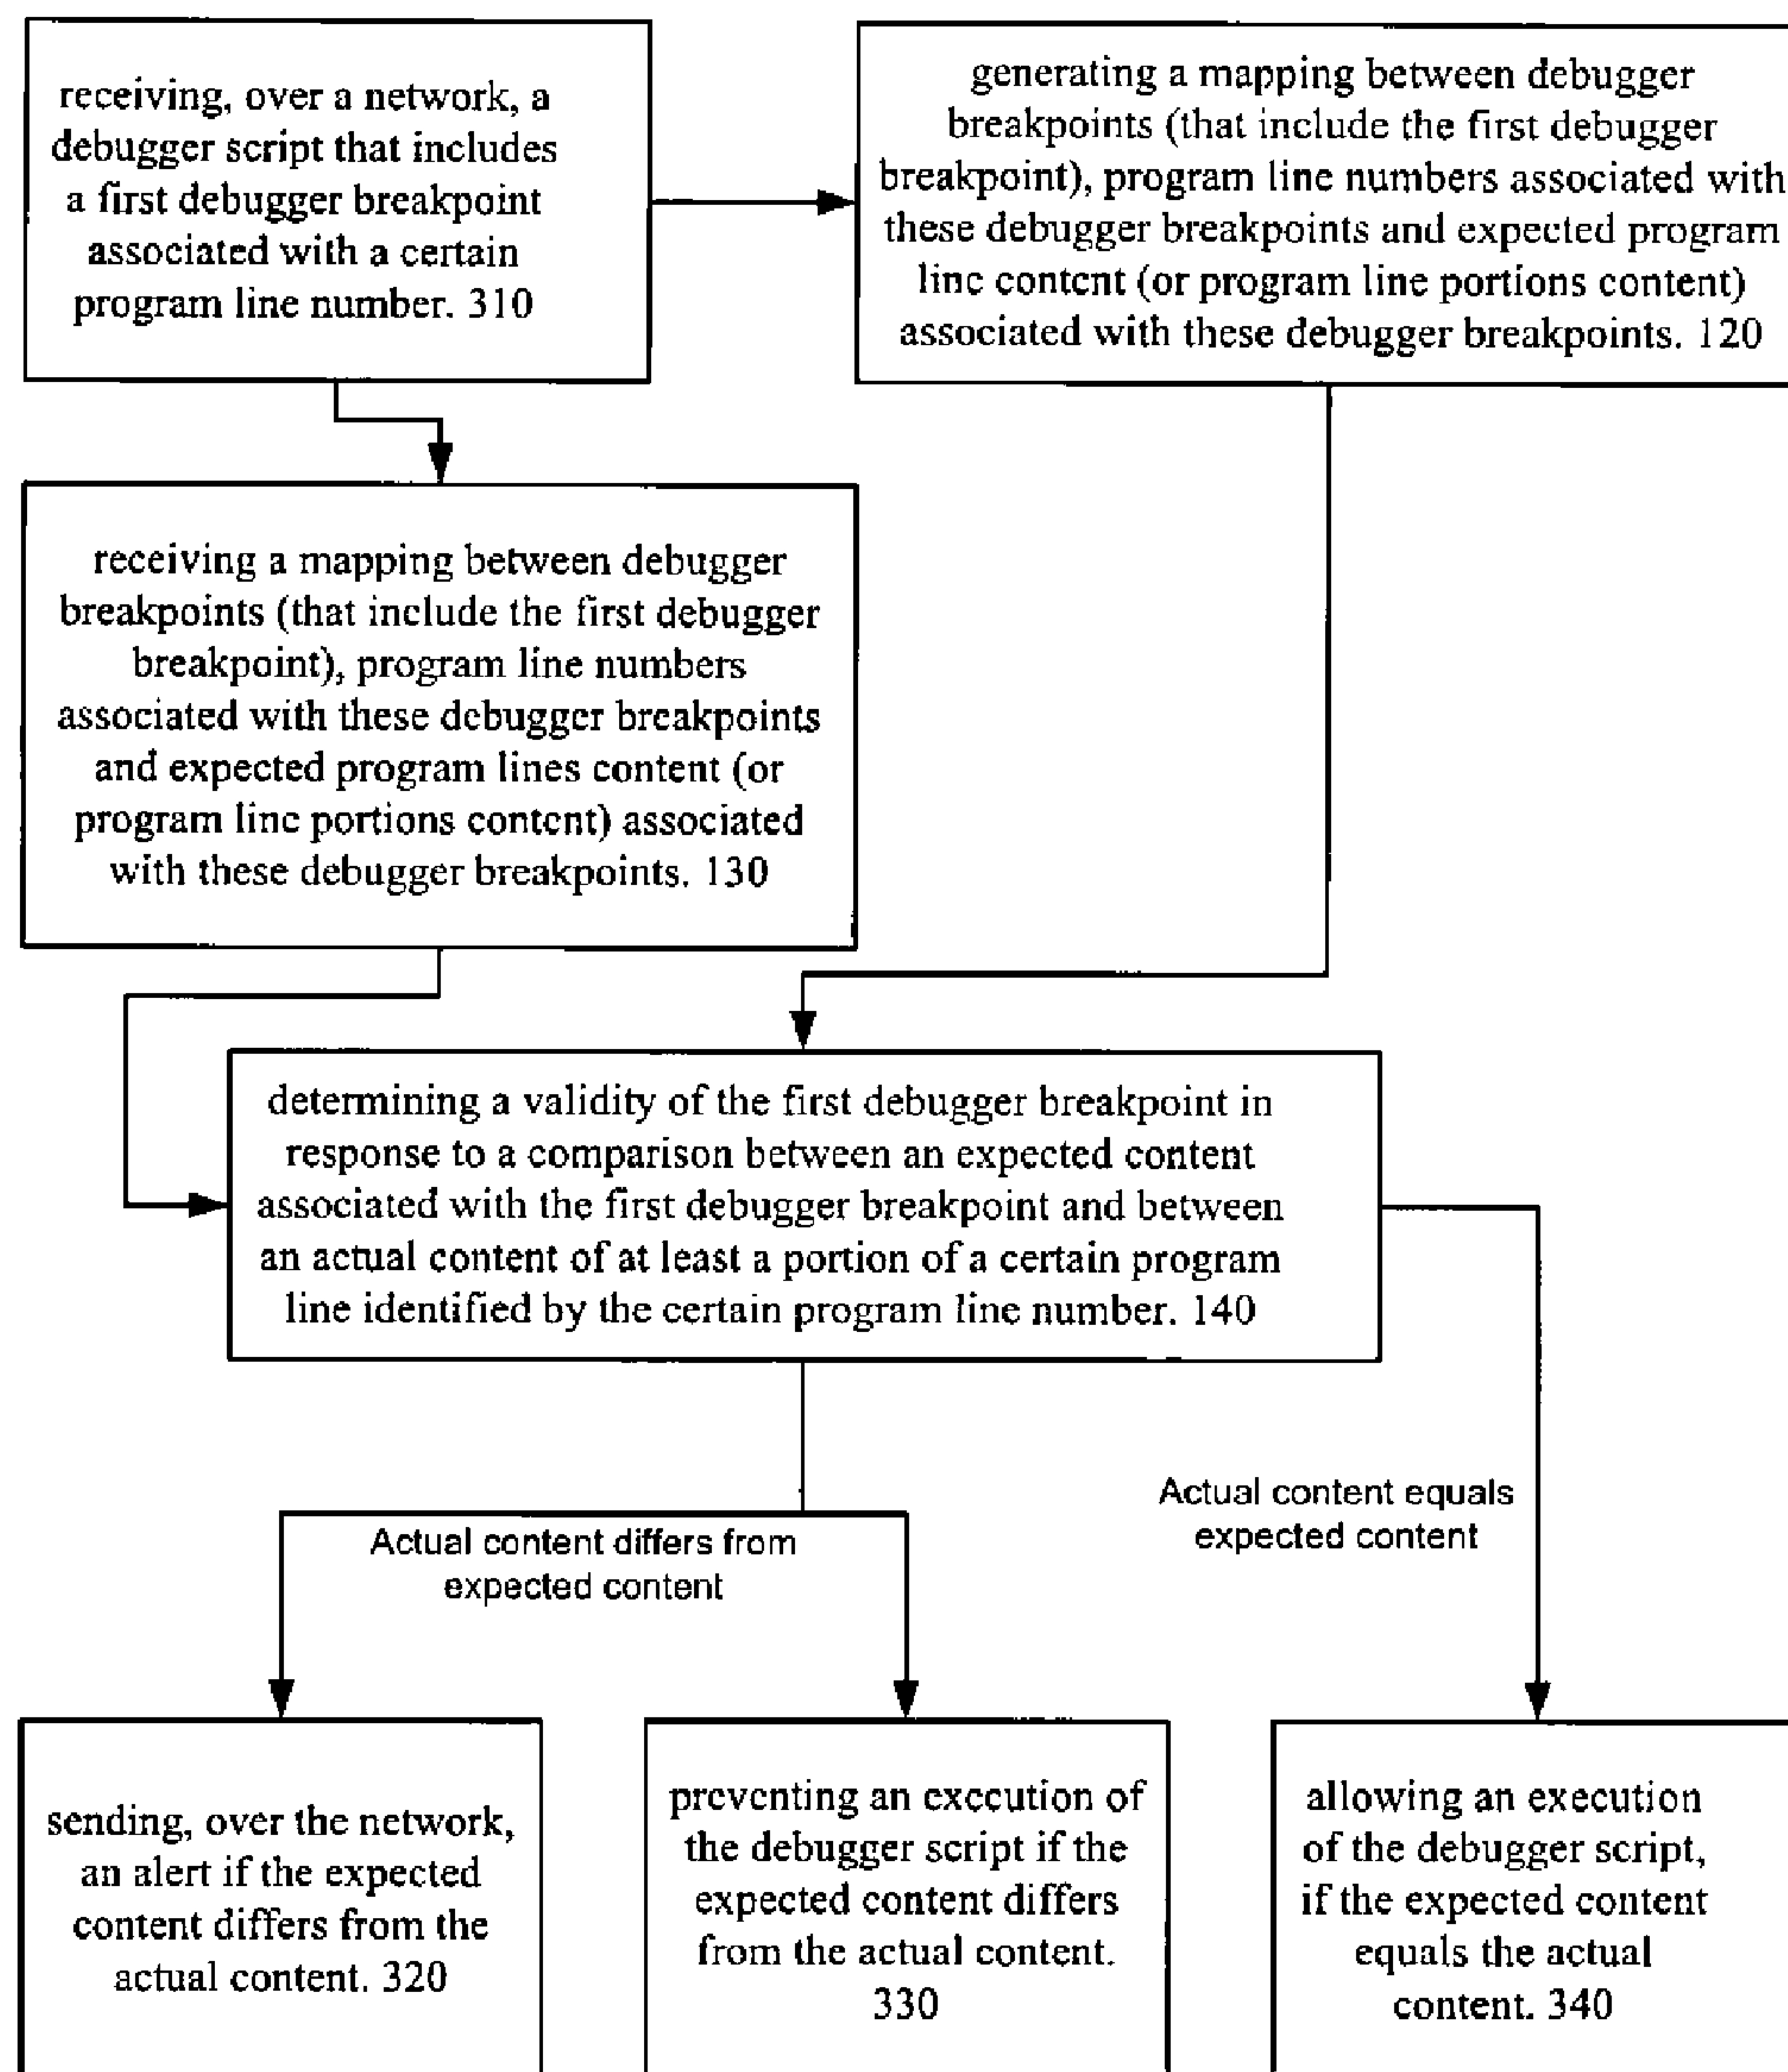 receiving, over a network, a
debugger script that includes
a first debugger breakpoint
associated with a certain
program line number. 310
generating a mapping between debugger
breakpoints (that include the first debugger
breakpoint), program line numbers associated with
these debugger breakpoints and expected program
line content (or program line portions content)
associated with these debugger breakpoints. 120
receiving a mapping between debugger
breakpoints (that include the first debugger
breakpoint), program line numbers
associated with these debugger breakpoints
and expected program lines content (or
program line portions content) associated
with these debugger breakpoints. 130
determining a validity of the first debugger breakpoint in
response to a comparison between an expected content
associated with the first debugger breakpoint and between
an actual content of at least a portion of a certain program
line identified by the certain program line number. 140
Actual content differs from
expected content
Actual content equals
expected content
sending, over the network,
an alert if the expected
content differs from the
actual content. 320
preventing an execution of
the debugger script if the
expected content differs
from the actual content.
330
allowing an execution
of the debugger script,
if the expected content
equals the actual
content. 340